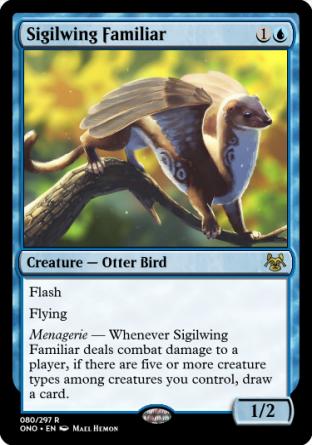 Sigilwing Familiar 1
Creature — Otter Bird
Flash
Flying
Menagerie — Whenever Sigilwing
Familiar deals combat damage to a
player, if there are five or more creature
types among creatures you control, draw
a card.
080/297 R
ONO • EN Mael Hemon
1/2